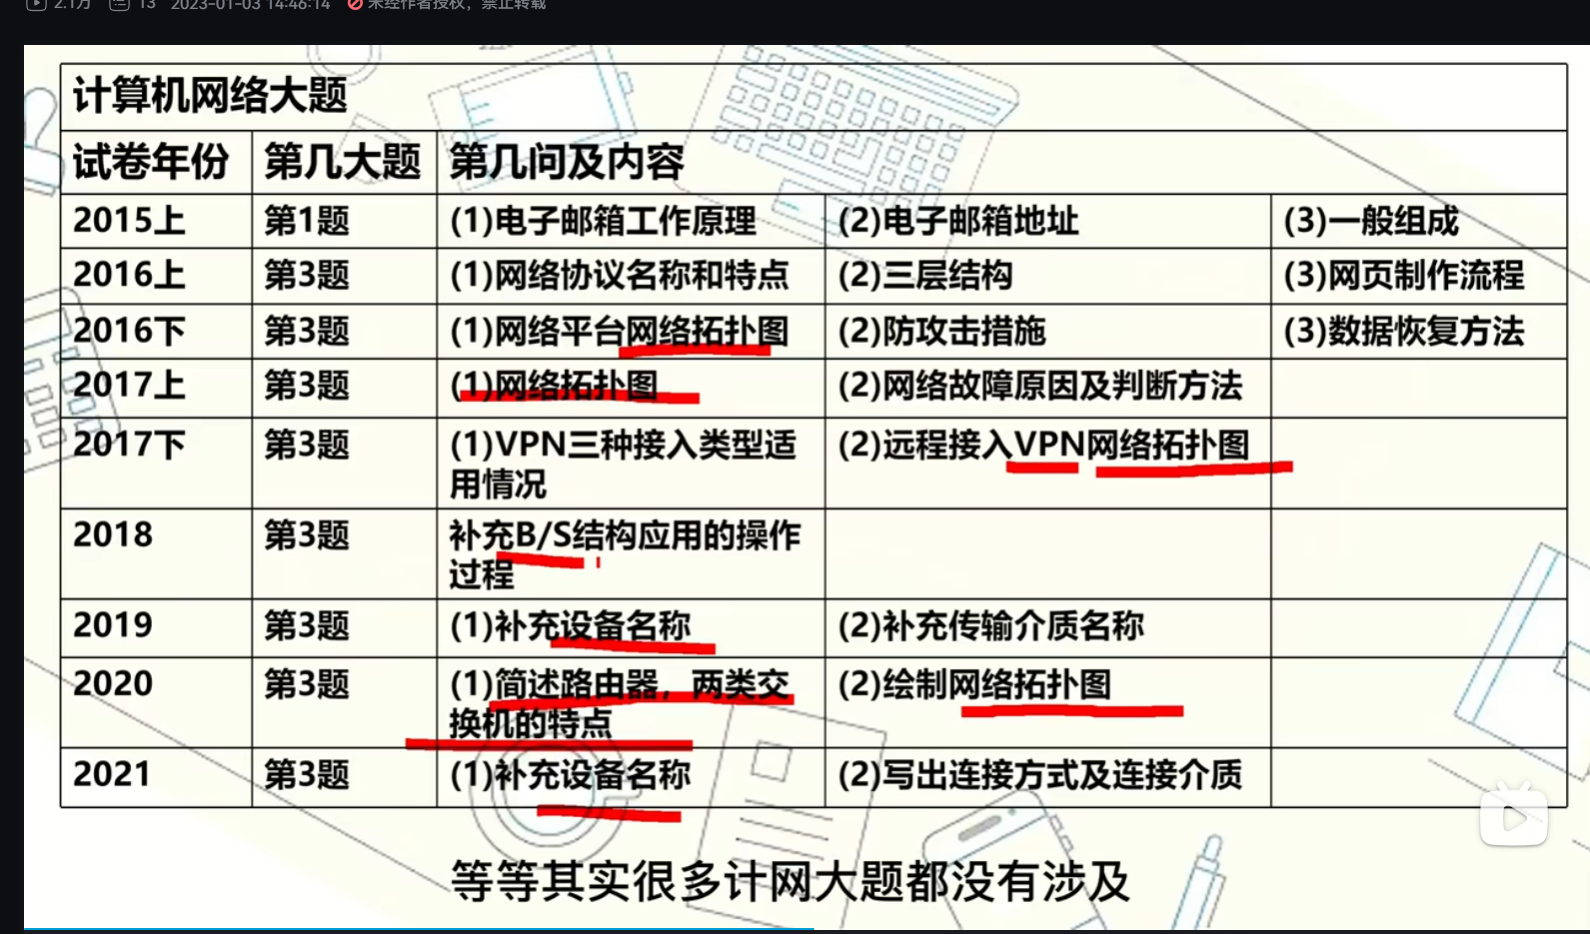 2.1万 13 2023-01-03 14:46:14 未经作者授权，禁止转载
计算机网络大题
试卷年份 第几大题 第几问及内容
2015上 第1题 (1)电子邮箱工作原理 (2)电子邮箱地址 (3)一般组成
2016上 第3题 (1)网络协议名称和特点 (2)三层结构 (3)网页制作流程
2016下 第3题 (1)网络平台网络拓扑图 (2)防攻击措施 (3)数据恢复方法
2017上 第3题 (1)网络拓扑图 (2)网络故障原因及判断方法
2017下 第3题 (1)VPN三种接入类型适 (2)远程接入VPN网络拓扑图
用情况
2018 第3题 补充B/S结构应用的操作
过程
2019 第3题 (1)补充设备名称 (2)补充传输介质名称
2020 第3题 (1)简述路由器，两类交 (2)绘制网络拓扑图
换机的特点
2021 第3题 (1)补充设备名称 (2)写出连接方式及连接介质
等等其实很多计网大题都没有涉及